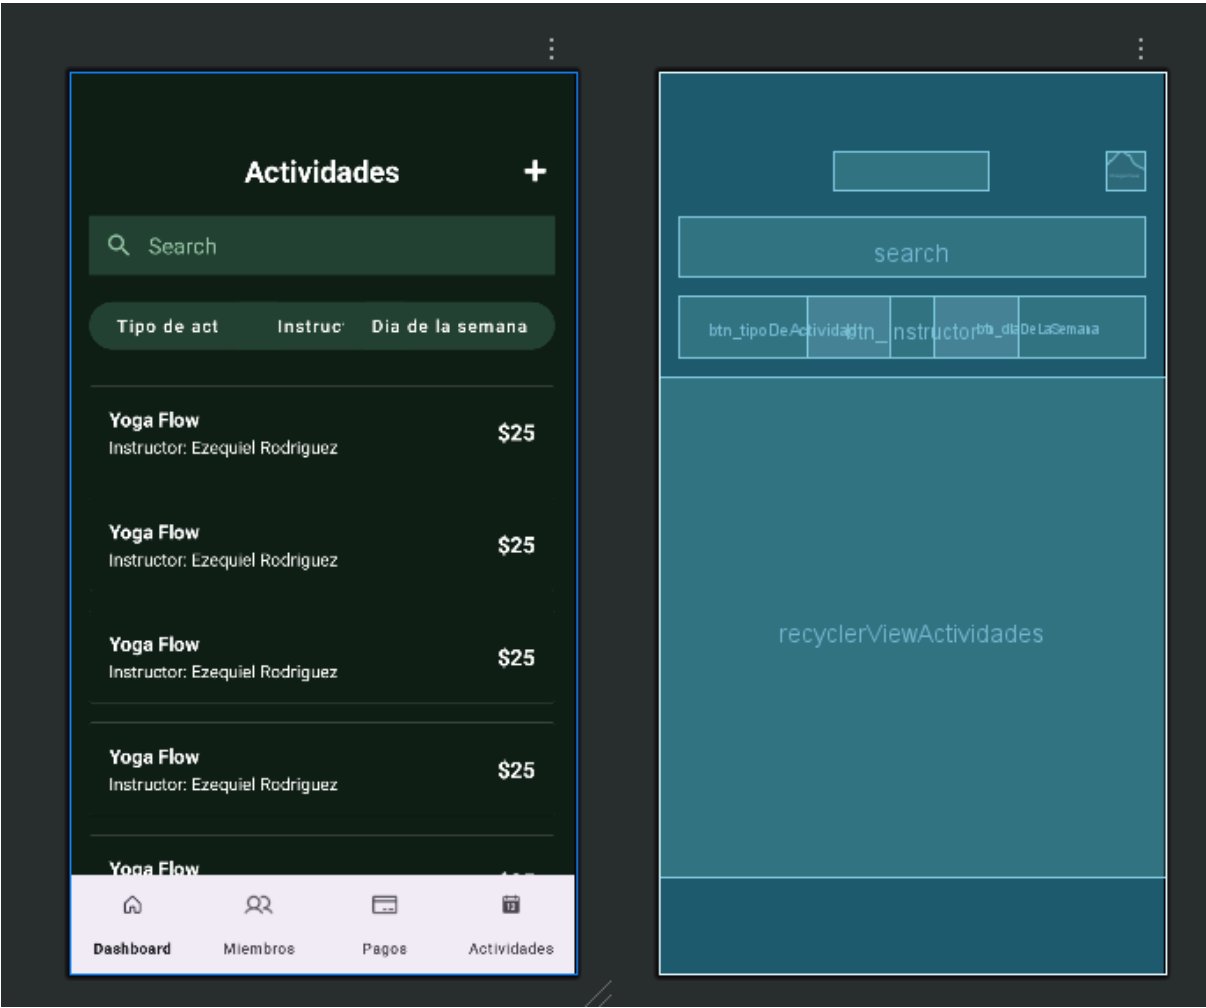 Actividades
+
Search
search
Tipo de act Instruc Dia de la semana
btn_tipoDeActividad btn_Instructor btn_diaDeLaSemana
Yoga Flow
$25
Instructor: Ezequiel Rodriguez
Yoga Flow
$25
Instructor: Ezequiel Rodriguez
recyclerViewActividades
Yoga Flow
$25
Instructor: Ezequiel Rodriguez
Yoga Flow
$25
Instructor: Ezequiel Rodriguez
Yoga Flow
Dashboard Miembros Pagos Actividades